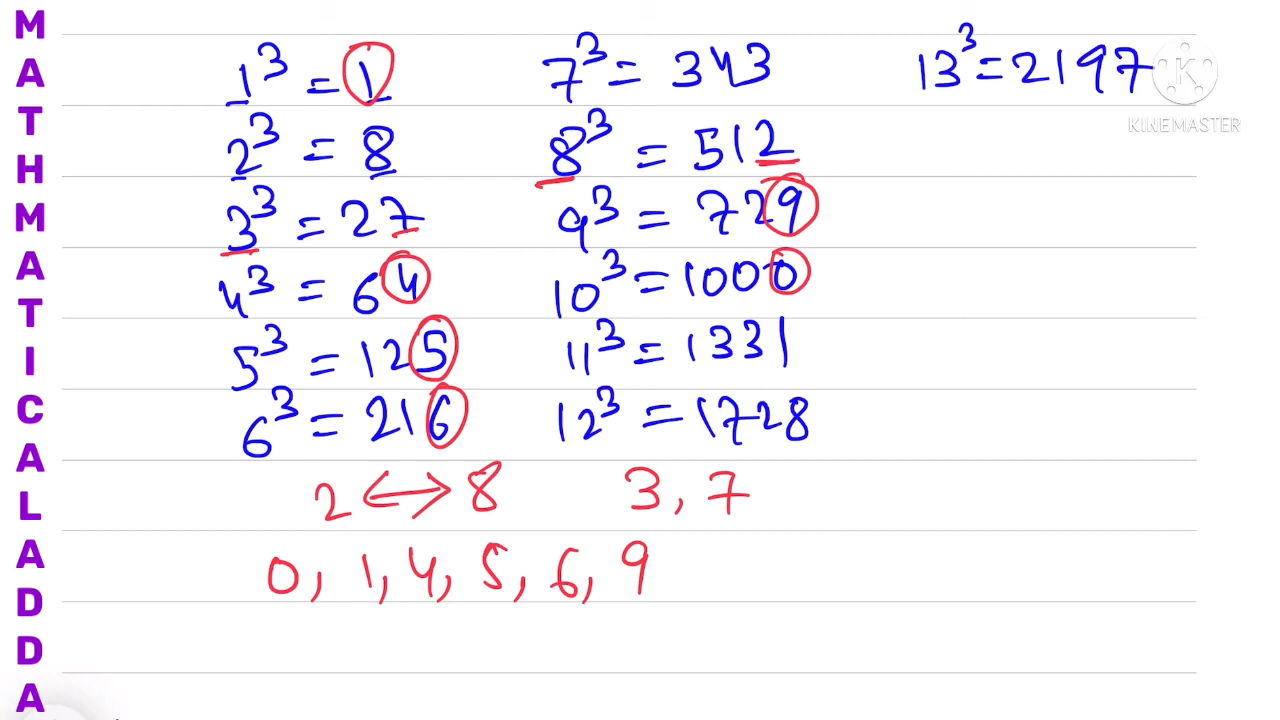 MATHMATICALADDA
1³ = 1
2³ = 8
3³ = 27
4³ = 64
5³ = 125
6³ = 216
7³ = 343
8³ = 512
9³ = 729
10³ = 1000
11³ = 1331
12³ = 1728
13³ = 2197
K
KINEMASTER
2 ↔ 8
3, 7
0, 1, 4, 5, 6, 9